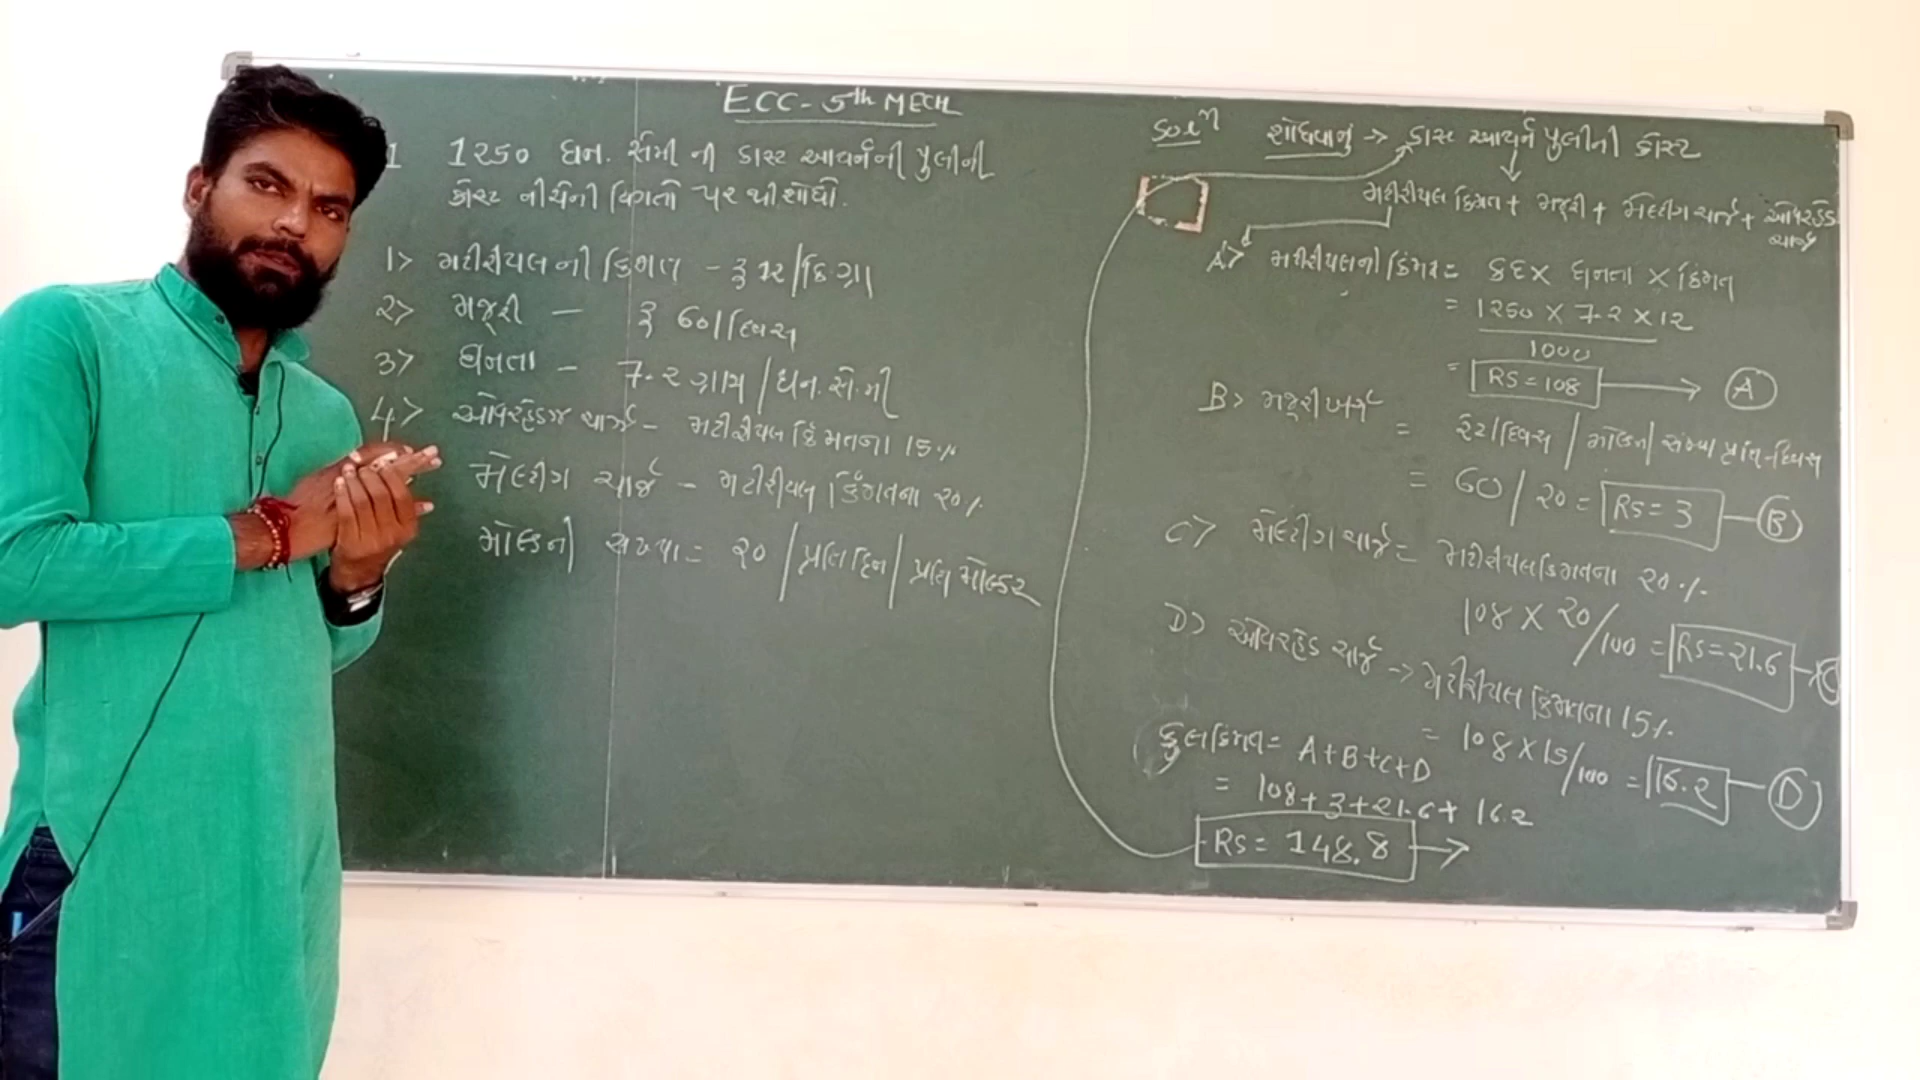 ECC - 5th MECH
1 1250 ઘન. સેમી ની કાસ્ટ આયર્નની પુલીની
કોસ્ટ નીચેની વિગતો પર થી શોધો.
1> મટીરીયલ ની કિંમત - રૂ 12/કિ ગ્રા
2> મજૂરી - રૂ 60/દિવસ
3> ઘનતા - 7.2 ગ્રામ/ઘન.સે.મી
4> ઓવરહેડજ ચાર્જ - મટીરીયલ કિંમતના 15%
મેલ્ટીગ ચાર્જ - મટીરીયલ કિંમતના 20%
મોલ્ડની સંખ્યા = 20/પ્રતિદિન/પ્રતિ મોલ્ડર
Solⁿ શોધવાનું → કાસ્ટ આયર્ન પુલીની કોસ્ટ
મટીરીયલ કિંમત + મજૂરી + મેલ્ટીગ ચાર્જ + ઓવરહેડ
ચાર્જ
A> મટીરીયલની કિંમત = કદ X ઘનતા X કિંમત
= 1250 X 7.2 X 12
1000
= RS = 108 → A
B> મજૂરી ખર્ચ
= રેટ/દિવસ / મોલ્ડની સંખ્યા પ્રતિ-દિવસ
= 60/20 = RS = 3 - B
C> મેલ્ટીંગ ચાર્જ = મટીરીયલ કિંમતના 20%
108 X 20/100 = RS = 21.6 → C
D> ઓવરહેડ ચાર્જ → મેટીરીયલ કિંમતના 15%
= 108 X 15/100 = 16.2 - D
કુલ કિંમત = A+B+C+D
= 108 + 3 + 21.6 + 16.2
RS = 148.8 →